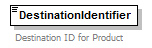 DestinationIdentifier
Destination ID for Product